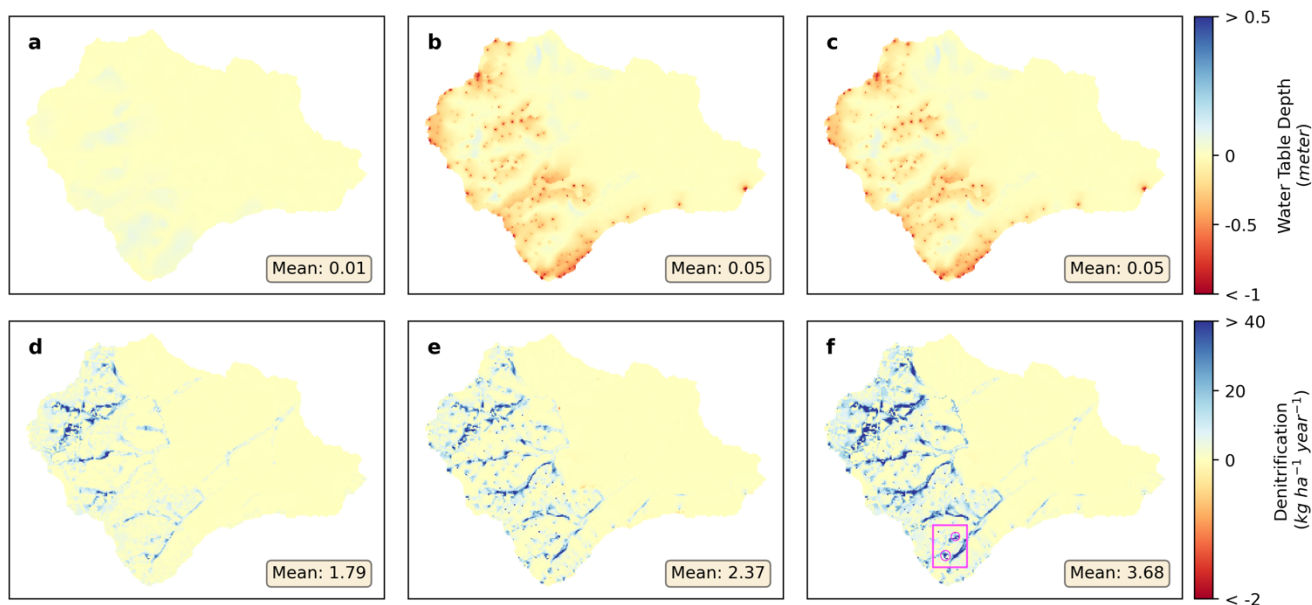 a
b
c
Mean: 0.01
Mean: 0.05
Mean: 0.05
> 0.5
0
-0.5
< -1
Water Table Depth
(meter)
d
e
f
Mean: 1.79
Mean: 2.37
Mean: 3.68
> 40
20
0
< -2
Denitrification
(kg ha⁻¹ year⁻¹)